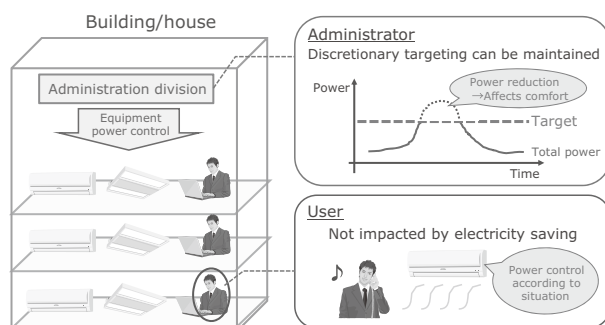 Building/house
Administration division
Equipment
power control
Administrator
Discretionary targeting can be maintained
Power
Power reduction
→Affects comfort
Target
Total power
Time
User
Not impacted by electricity saving
Power control
according to
situation